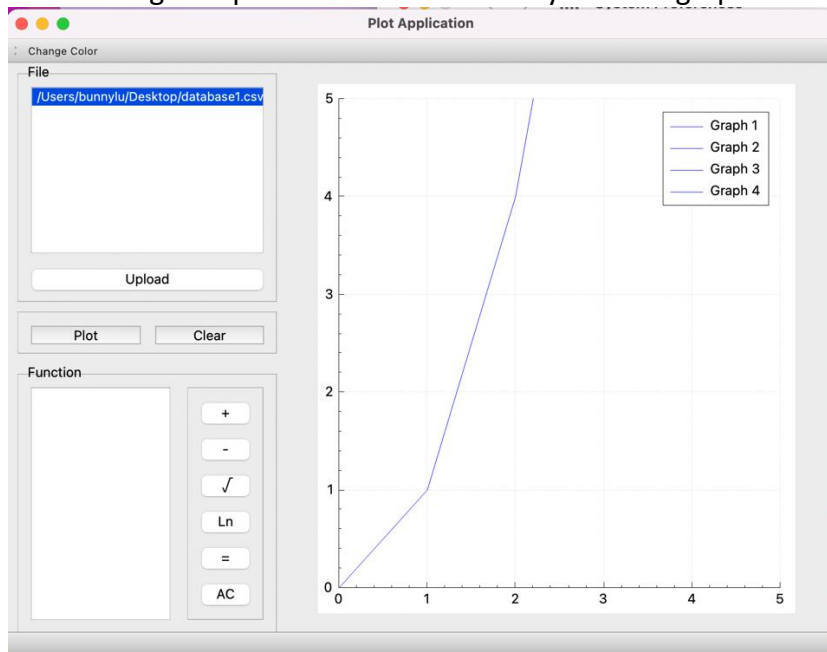 Plot Application
Change Color
File
/Users/bunnylu/Desktop/database1.csv
Upload
Plot
Clear
Function
+
-
√
Ln
=
AC
5
4
3
2
1
0
0 1 2 3 4 5
Graph 1
Graph 2
Graph 3
Graph 4